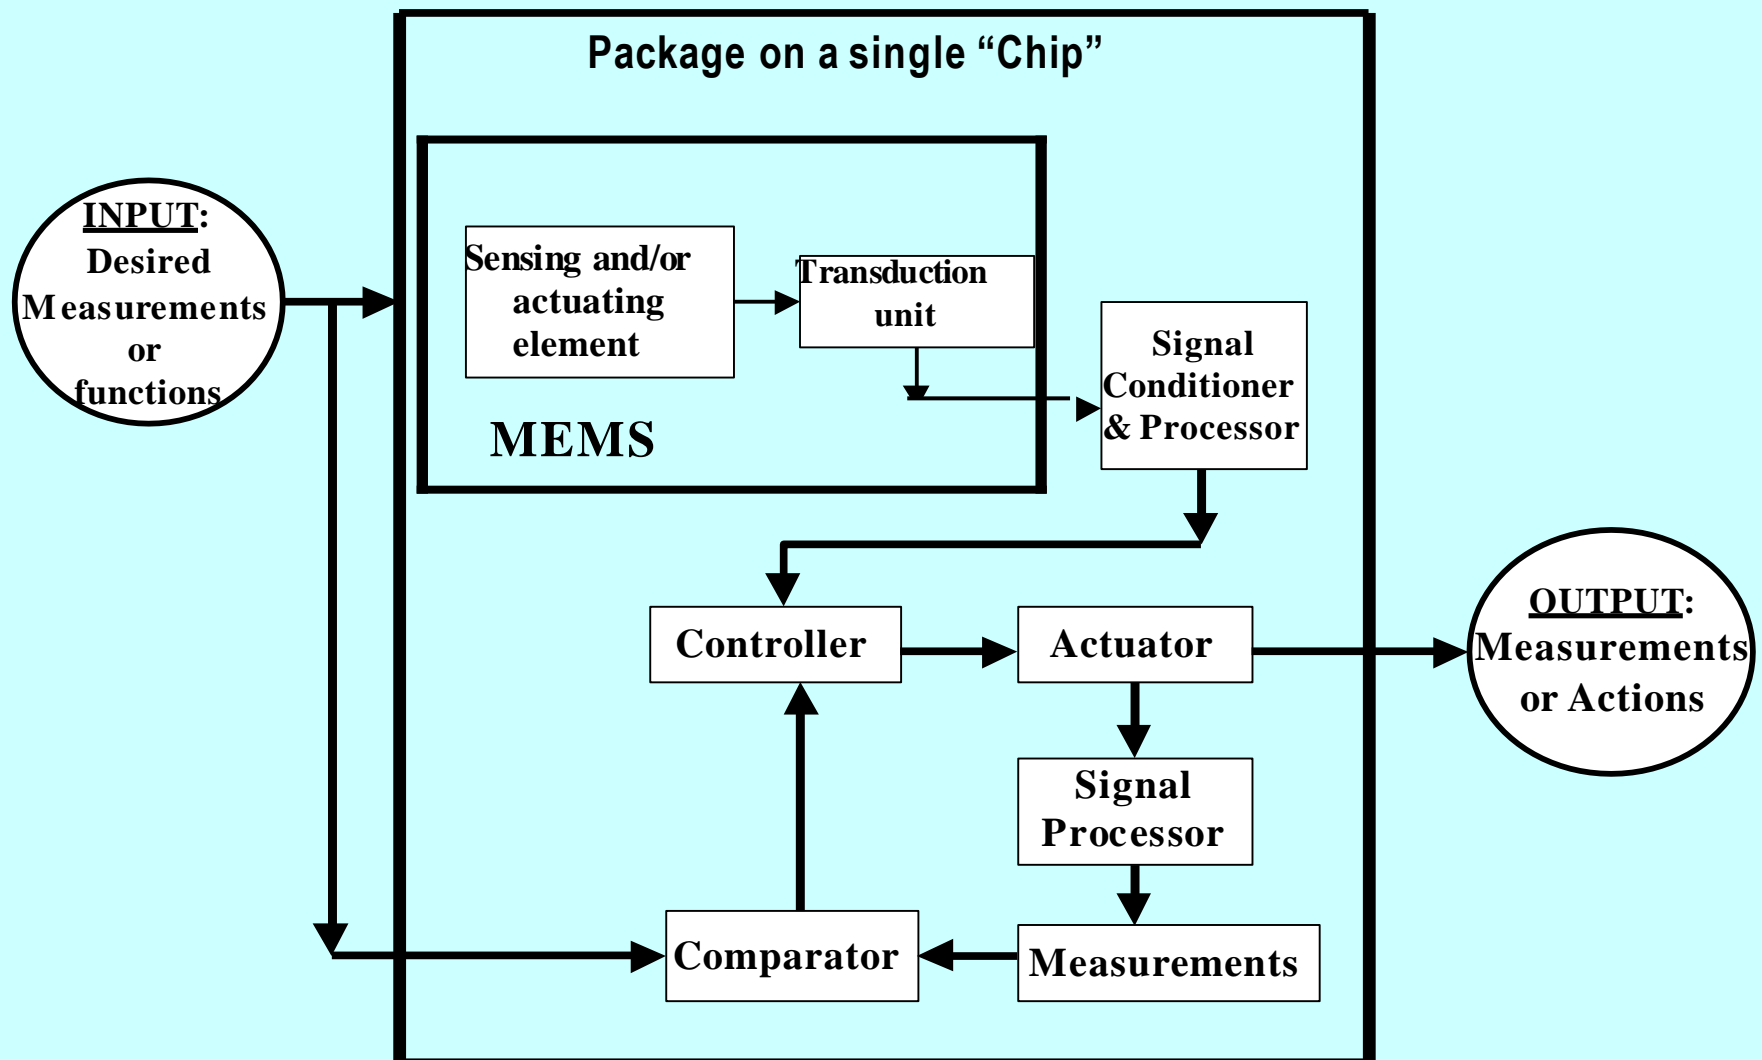 Package on a single “Chip”
INPUT:
Desired
Measurements
or
functions
Sensing and/or
actuating
element
Transduction
unit
MEMS
Signal
Conditioner
& Processor
Controller
Actuator
OUTPUT:
Measurements
or Actions
Signal
Processor
Comparator
Measurements